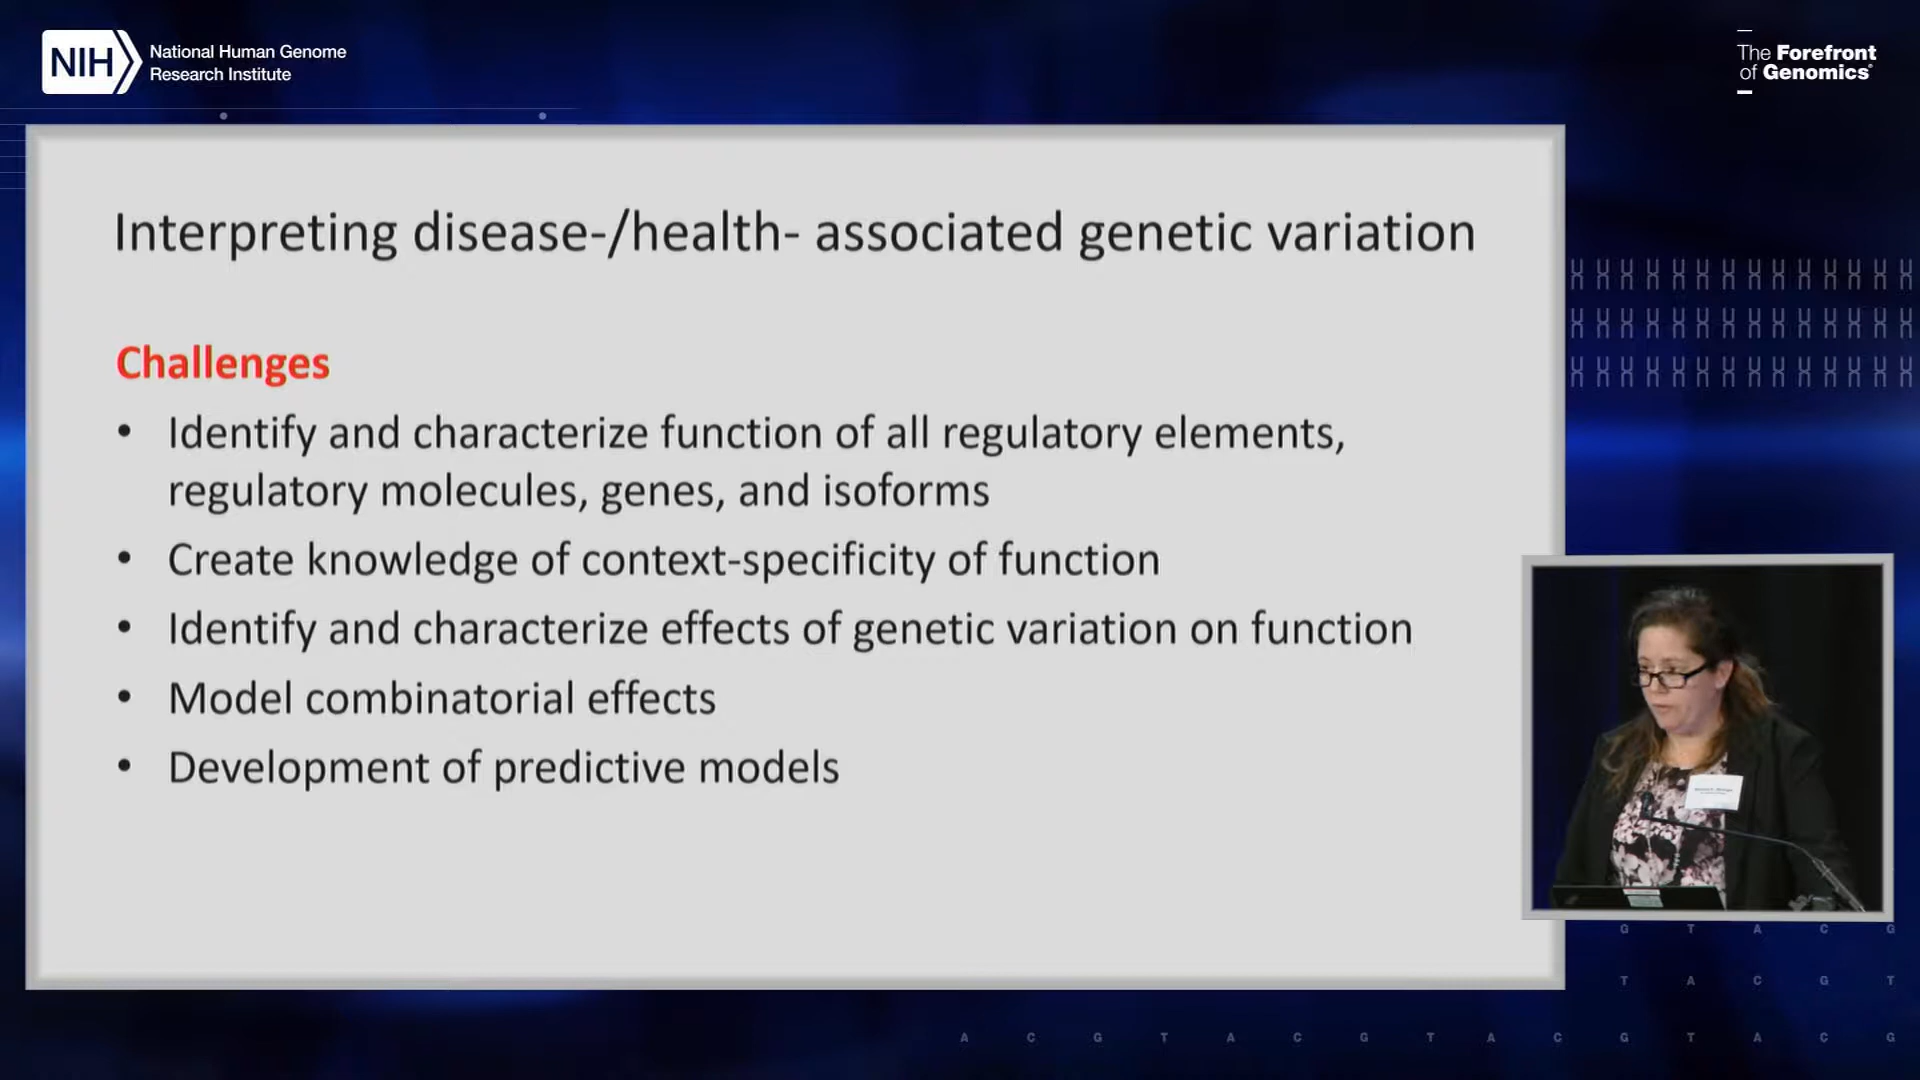 NIH
National Human Genome
Research Institute
The Forefront
of Genomics®
Interpreting disease-/health- associated genetic variation
Challenges
• Identify and characterize function of all regulatory elements,
regulatory molecules, genes, and isoforms
• Create knowledge of context-specificity of function
• Identify and characterize effects of genetic variation on function
• Model combinatorial effects
• Development of predictive models
G T A C G
T A C G T
A C G T A C G T A C G T A C G